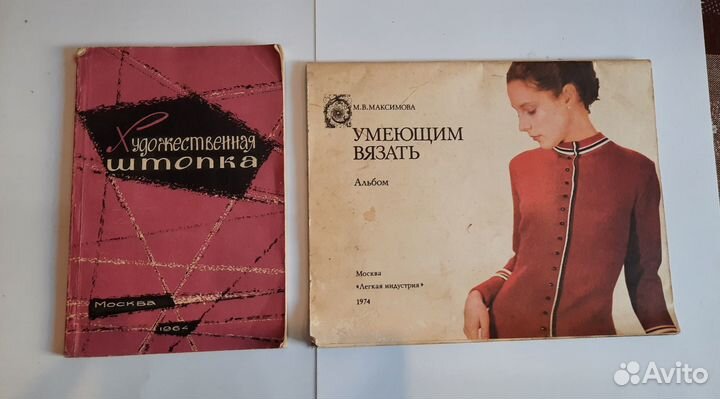 Художественная
штопка
Москва
1964
М.В.МАКСИМОВА
УМЕЮЩИМ
ВЯЗАТЬ
Альбом
Москва
«Легкая индустрия»
1974
Avito